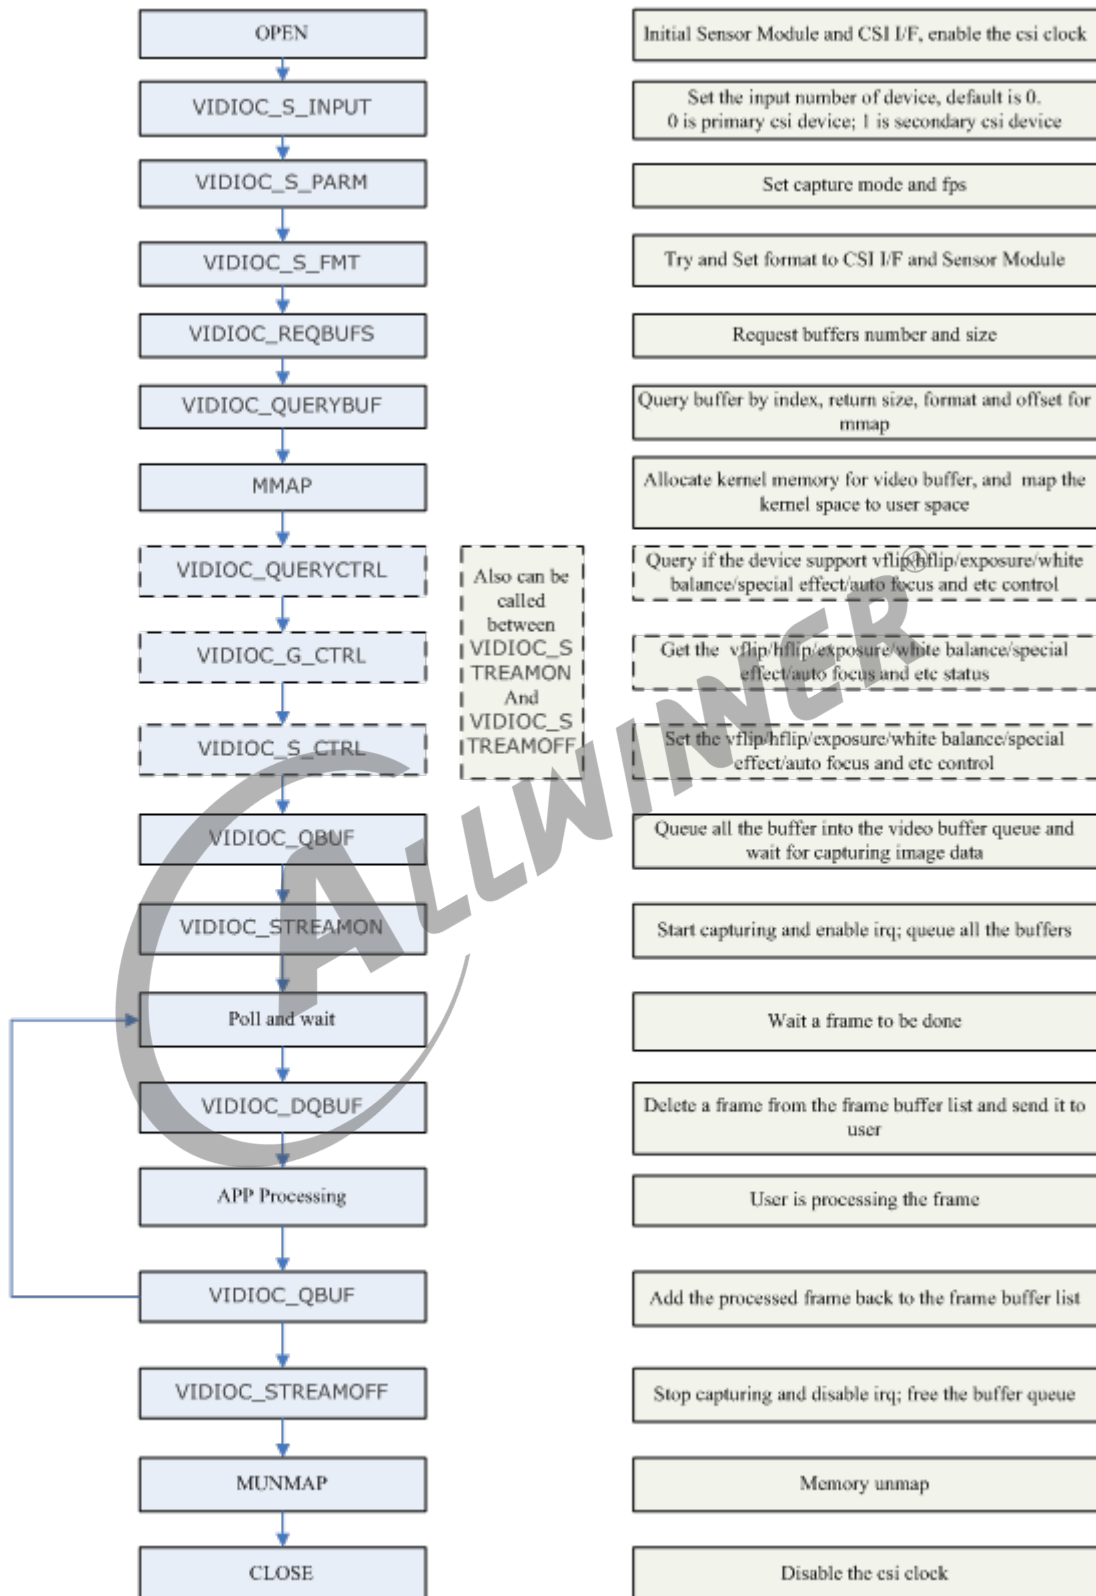 OPEN
Initial Sensor Module and CSI I/F, enable the csi clock
VIDIOC_S_INPUT
Set the input number of device, default is 0.
0 is primary csi device; 1 is secondary csi device
VIDIOC_S_PARM
Set capture mode and fps
VIDIOC_S_FMT
Try and Set format to CSI I/F and Sensor Module
VIDIOC_REQBUFS
Request buffers number and size
VIDIOC_QUERYBUF
Query buffer by index, return size, format and offset for
mmap
MMAP
Allocate kernel memory for video buffer, and map the
kernel space to user space
VIDIOC_QUERYCTRL
Query if the device support vflip/hflip/exposure/white
balance/special effect/auto focus and etc control
Also can be
called
between
VIDIOC_S
TREAMON
And
VIDIOC_S
TREAMOFF
VIDIOC_G_CTRL
Get the vflip/hflip/exposure/white balance/special
effect/auto focus and etc status
VIDIOC_S_CTRL
Set the vflip/hflip/exposure/white balance/special
effect/auto focus and etc control
VIDIOC_QBUF
Queue all the buffer into the video buffer queue and
wait for capturing image data
VIDIOC_STREAMON
Start capturing and enable irq; queue all the buffers
Poll and wait
Wait a frame to be done
VIDIOC_DQBUF
Delete a frame from the frame buffer list and send it to
user
APP Processing
User is processing the frame
VIDIOC_QBUF
Add the processed frame back to the frame buffer list
VIDIOC_STREAMOFF
Stop capturing and disable irq; free the buffer queue
MUNMAP
Memory unmap
CLOSE
Disable the csi clock
ALLWINNER®